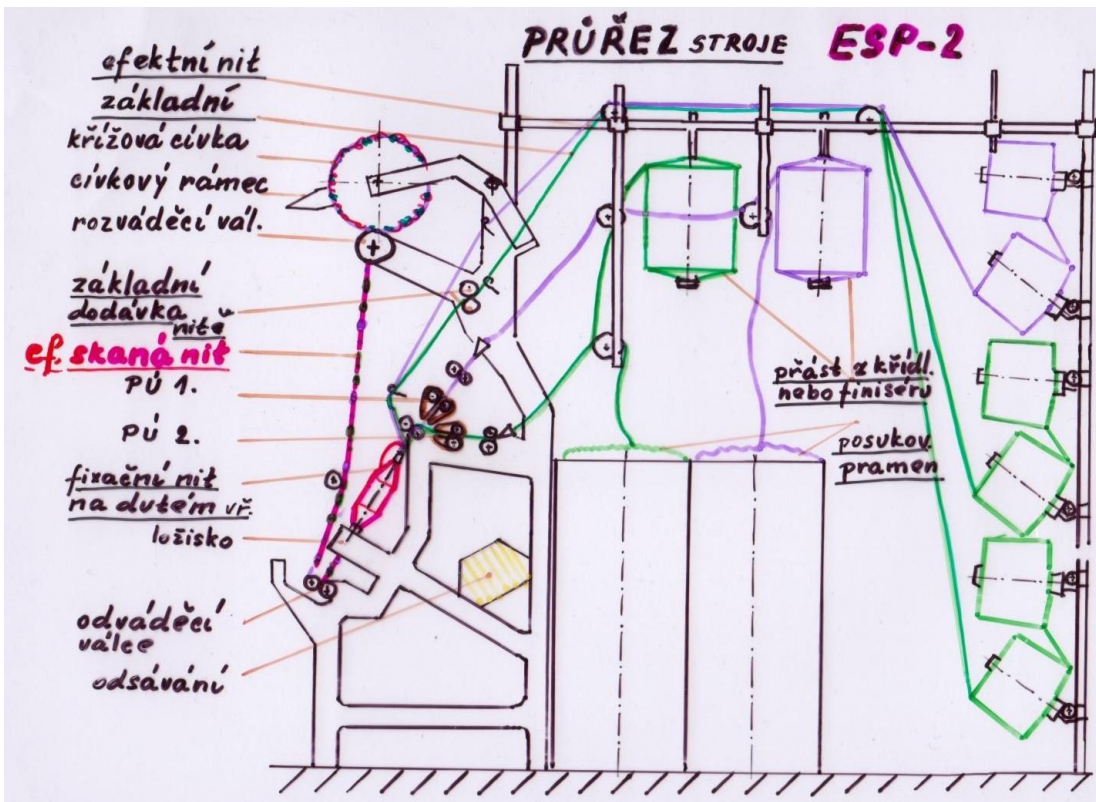 PRŮŘEZ STROJE ESP-2
efektní nit
základní
křížová cívka
cívkový rámec
rozváděcí vál.
základní
dodávka
nitě
ef. skaná nit
PÚ 1.
PÚ 2.
fixační nit
na dutém vř.
ložisko
odváděcí
válce
odsávání
přást z křídl.
nebo finiséru
posukov.
pramen